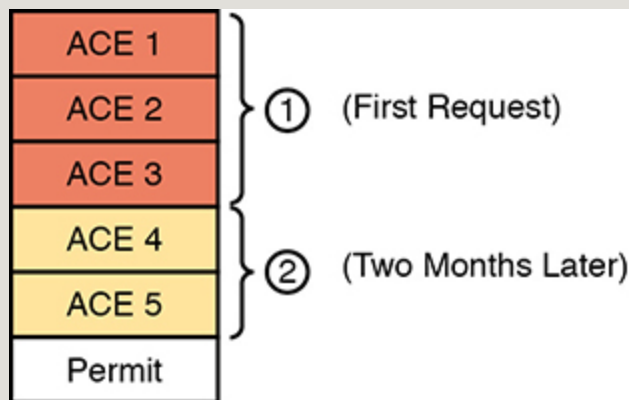 ACE 1
ACE 2
ACE 3
① (First Request)
ACE 4
ACE 5
② (Two Months Later)
Permit